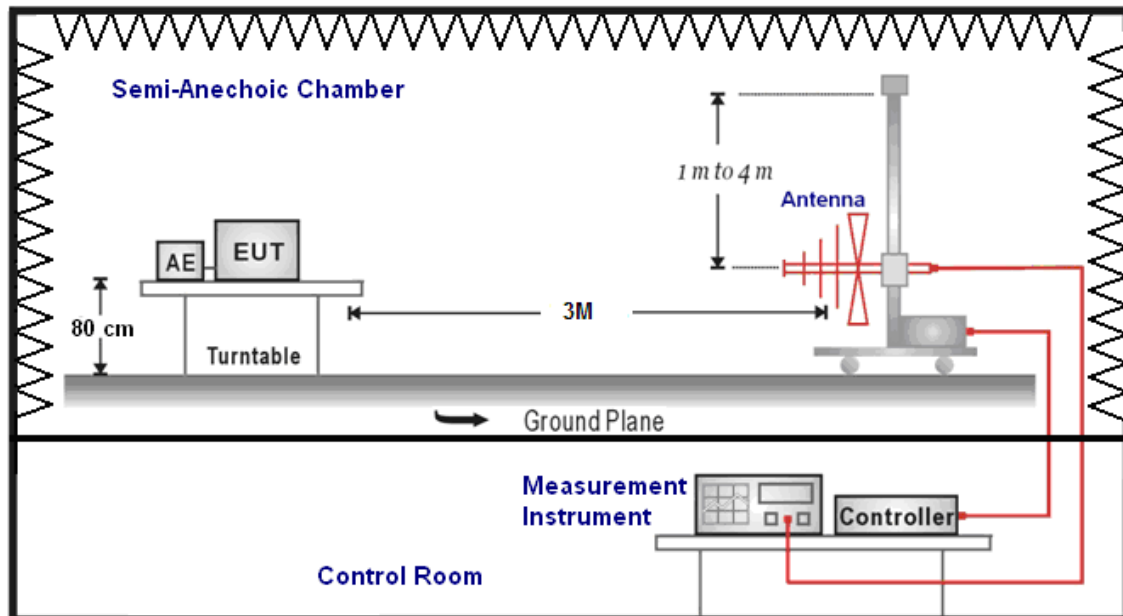 Semi-Anechoic Chamber
1 m to 4 m
Antenna
AE
EUT
80 cm
3M
Turntable
Ground Plane
Measurement
Instrument
Controller
Control Room